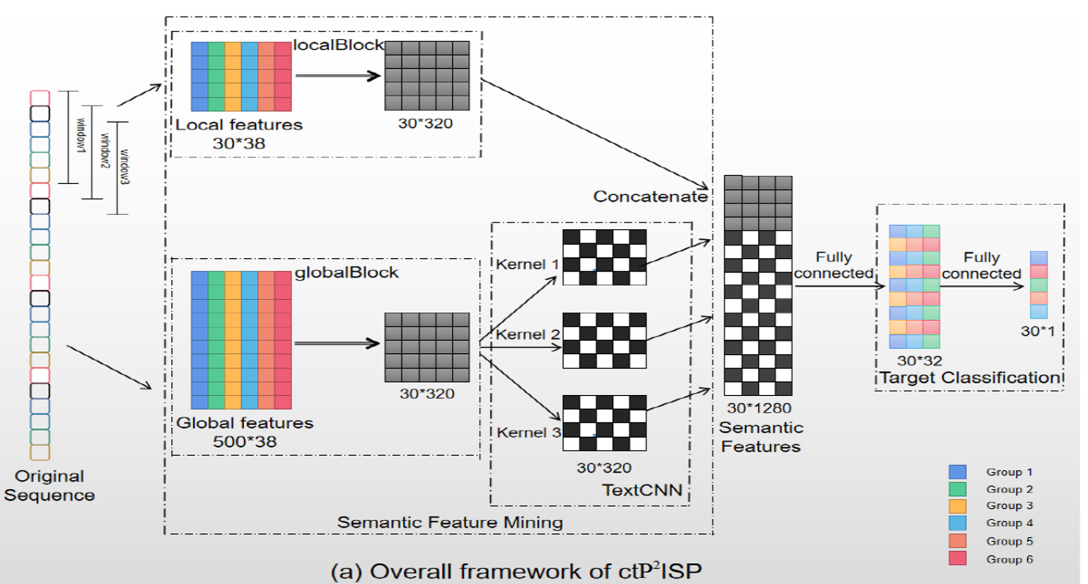 localBlock
Local features
30*38
30*320
window1
window2
window3
Concatenate
globalBlock
Global features
500*38
30*320
Kernel 1
Kernel 2
Kernel 3
30*320
TextCNN
Semantic Feature Mining
30*1280
Semantic
Features
Fully
connected
Fully
connected
30*32
30*1
Target Classification
Original
Sequence
Group 1
Group 2
Group 3
Group 4
Group 5
Group 6
(a) Overall framework of ctP²ISP